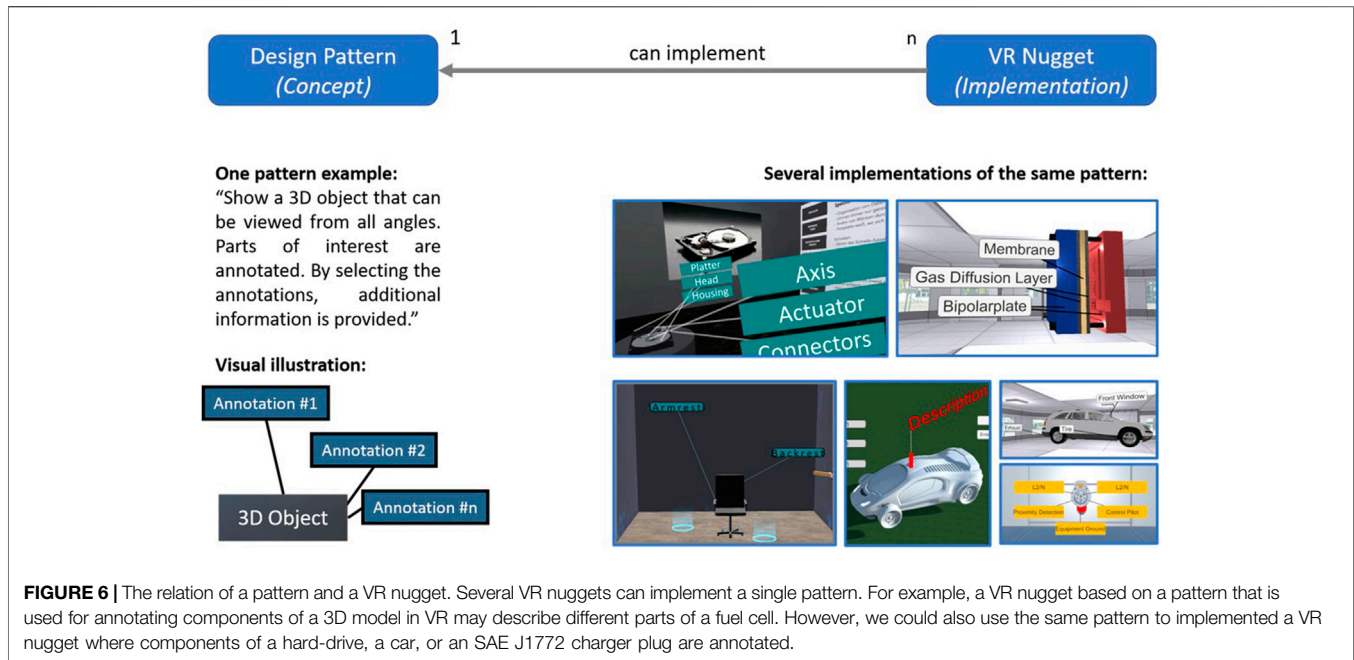 1
n
Design Pattern
(Concept)
can implement
VR Nugget
(Implementation)
One pattern example:
“Show a 3D object that can
be viewed from all angles.
Parts of interest are
annotated. By selecting the
annotations, additional
information is provided.”
Visual illustration:
Annotation #1
Annotation #2
Annotation #n
3D Object
Several implementations of the same pattern:
Platter
Head
Housing
Axis
Actuator
Connectors
Membrane
Gas Diffusion Layer
Bipolarplate
Armrest
Backrest
Description
Front Window
Exhaust
Tire
L2/N
L2/N
Proximity Detection
Control Pilot
Equipment Ground
FIGURE 6 | The relation of a pattern and a VR nugget. Several VR nuggets can implement a single pattern. For example, a VR nugget based on a pattern that is
used for annotating components of a 3D model in VR may describe different parts of a fuel cell. However, we could also use the same pattern to implemented a VR
nugget where components of a hard-drive, a car, or an SAE J1772 charger plug are annotated.